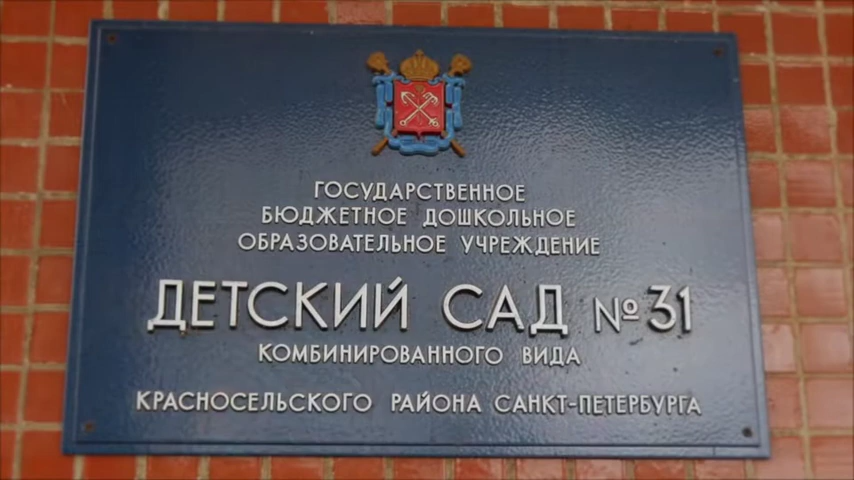 ГОСУДАРСТВЕННОЕ
БЮДЖЕТНОЕ ДОШКОЛЬНОЕ
ОБРАЗОВАТЕЛЬНОЕ УЧРЕЖДЕНИЕ
ДЕТСКИЙ САД №31
КОМБИНИРОВАННОГО ВИДА
КРАСНОСЕЛЬСКОГО РАЙОНА САНКТ-ПЕТЕРБУРГА